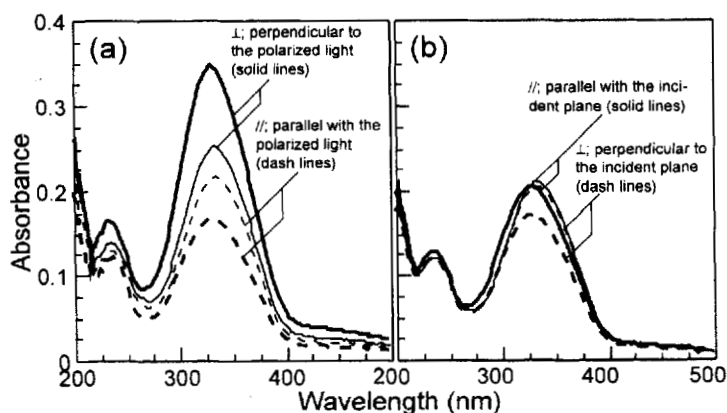 0.4
0.3
0.2
0.1
0
Absorbance
(a)
⊥; perpendicular to
the polarized light
(solid lines)
//; parallel with the
polarized light
(dash lines)
200
300
400
200
(b)
//; parallel with the inci-
dent plane (solid lines)
⊥; perpendicular to
the incident plane
(dash lines)
300
400
500
Wavelength (nm)